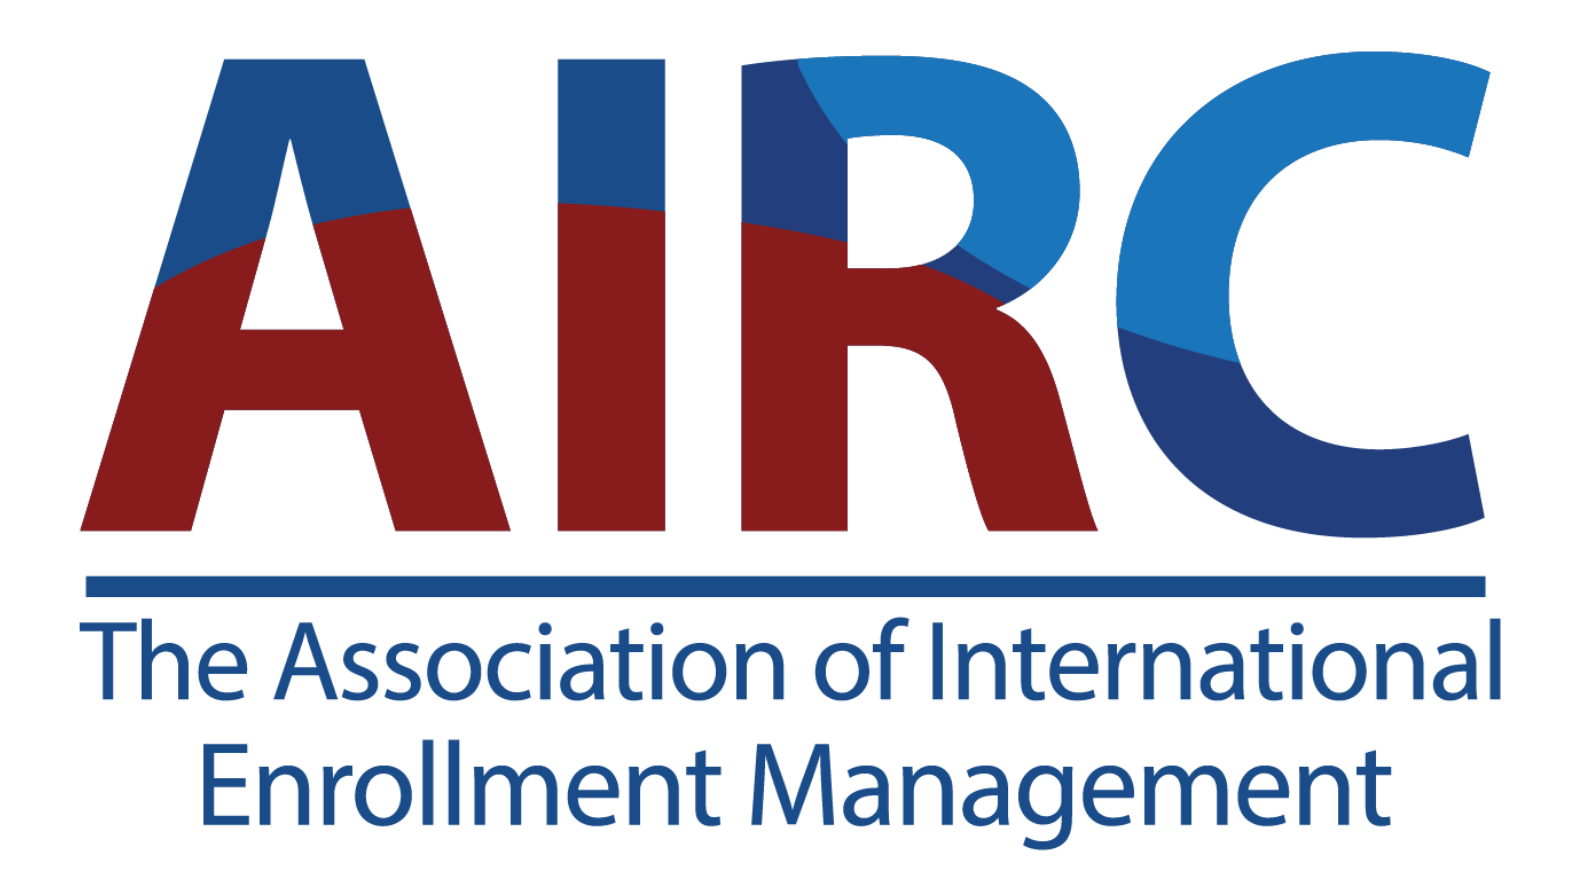 AIRC
The Association of International
Enrollment Management